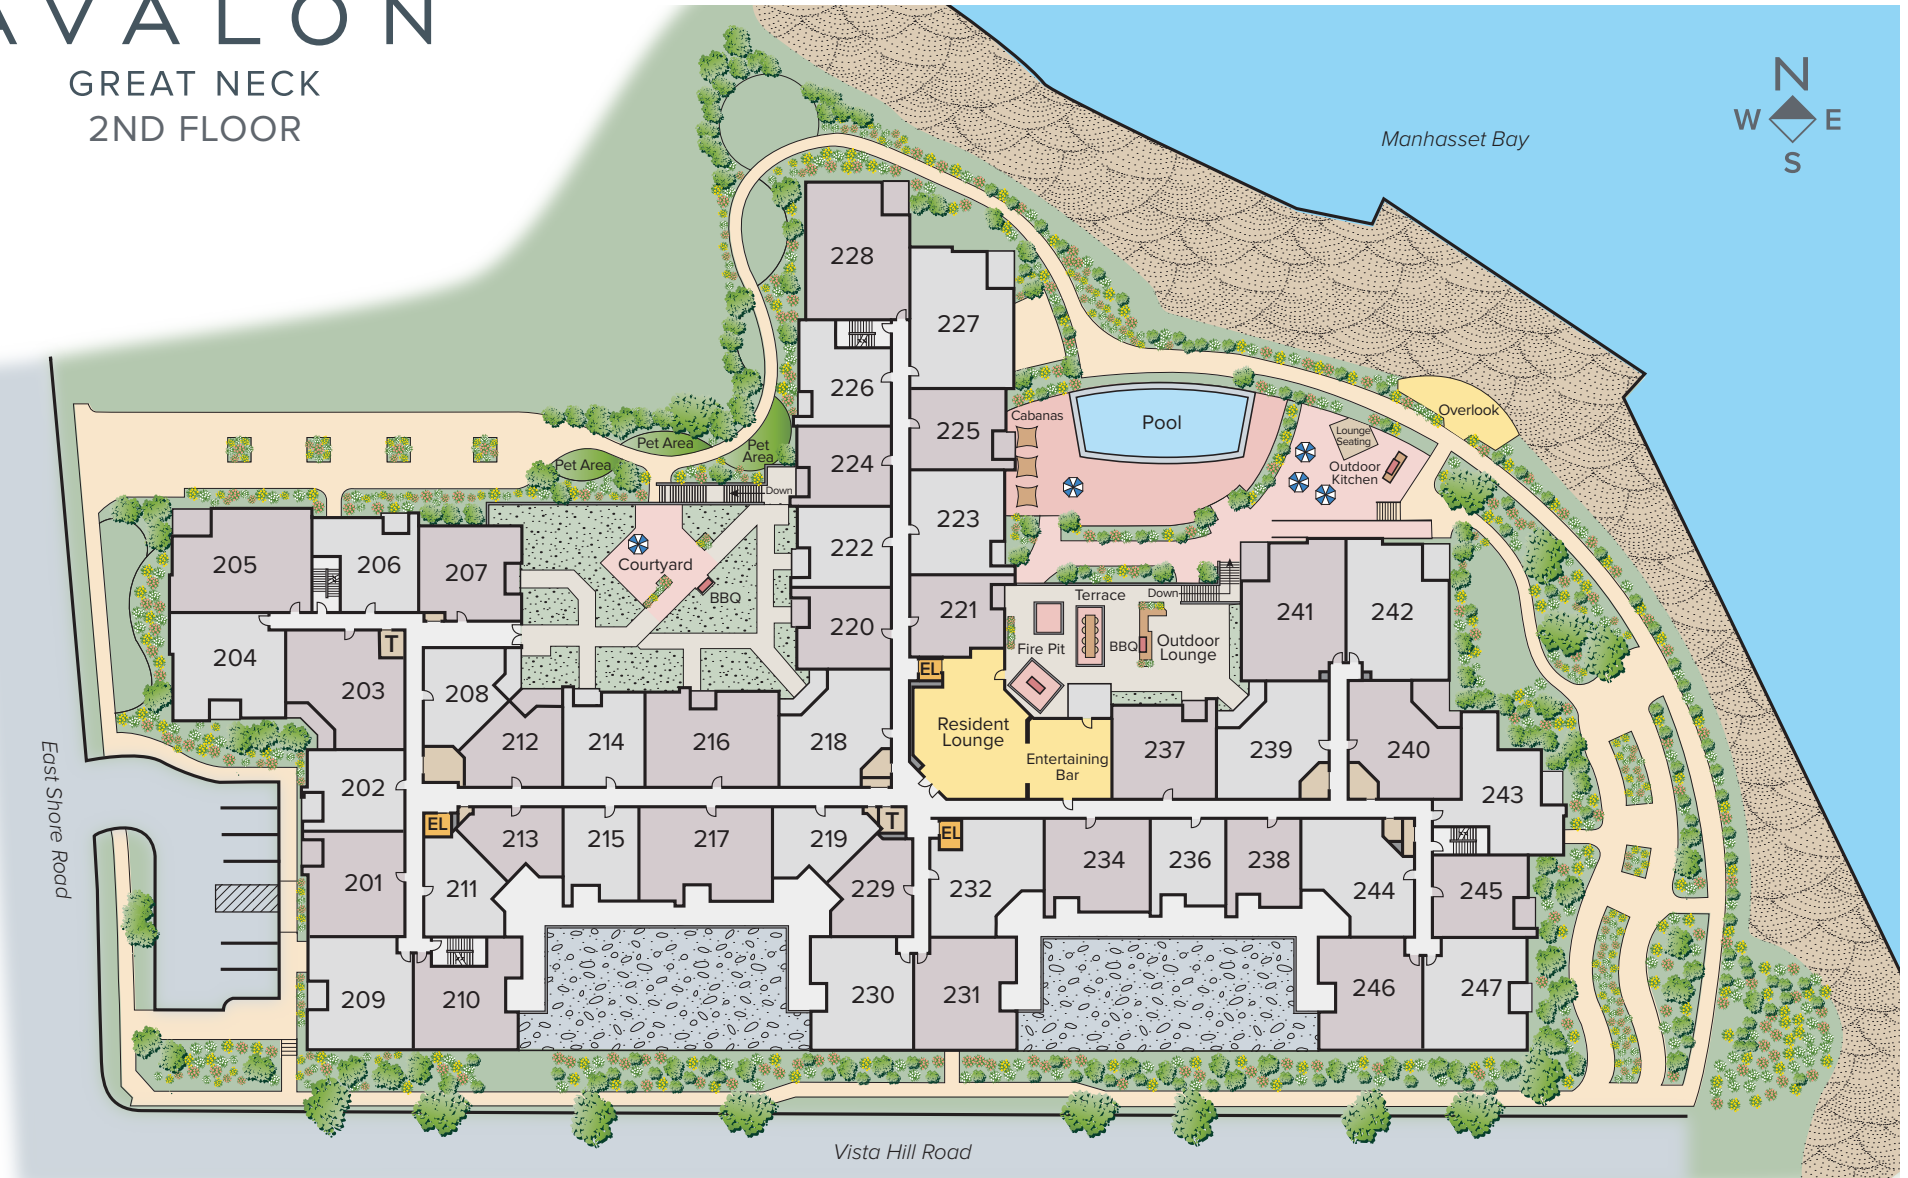 AVALON
GREAT NECK
2ND FLOOR
N
W
E
S
Manhasset Bay
228
227
226
225
224
223
222
221
220
Cabanas
Pool
Overlook
Lounge
Seating
Outdoor
Kitchen
Pet Area
Pet
Area
Pet Area
Down
205
206
207
Courtyard
BBQ
204
203
T
208
Terrace
Down
Fire Pit
BBQ
Outdoor
Lounge
241
242
EL
212
214
216
218
Resident
Lounge
Entertaining
Bar
237
239
240
243
East Shore Road
202
EL
213
215
217
219
T
EL
234
236
238
201
211
229
232
244
245
209
210
230
231
246
247
Vista Hill Road